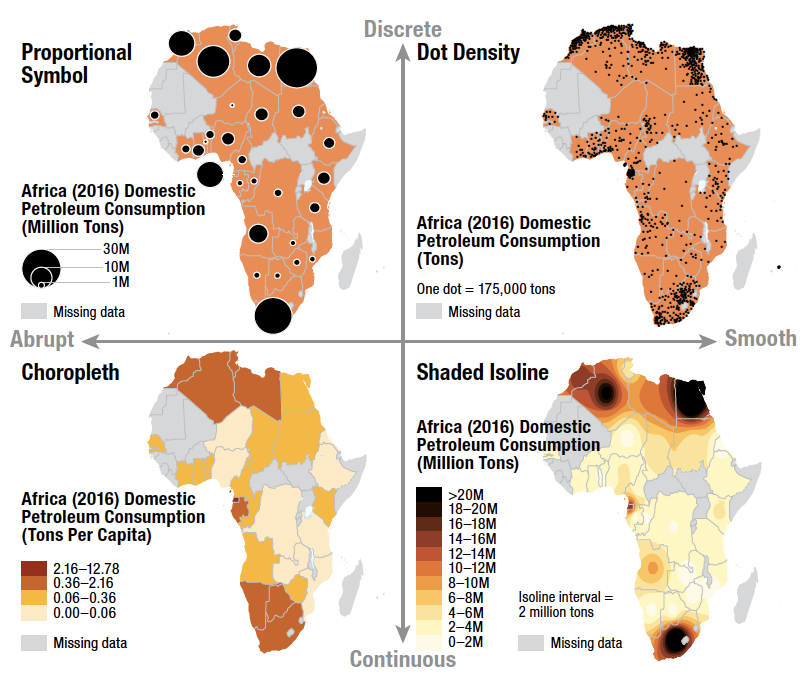 Discrete
Proportional
Symbol
Africa (2016) Domestic
Petroleum Consumption
(Million Tons)
30M
10M
1M
Missing data
Dot Density
Africa (2016) Domestic
Petroleum Consumption
(Tons)
One dot = 175,000 tons
Missing data
Abrupt
Smooth
Choropleth
Africa (2016) Domestic
Petroleum Consumption
(Tons Per Capita)
2.16–12.78
0.36–2.16
0.06–0.36
0.00–0.06
Missing data
Shaded Isoline
Africa (2016) Domestic
Petroleum Consumption
(Million Tons)
>20M
18–20M
16–18M
14–16M
12–14M
10–12M
8–10M
6–8M
4–6M
2–4M
0–2M
Isoline interval =
2 million tons
Missing data
Continuous